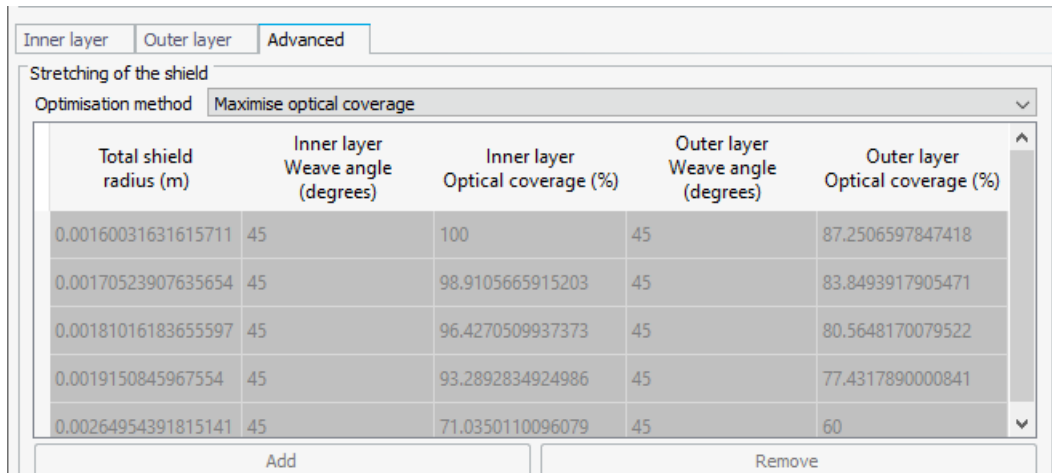 Inner layer Outer layer Advanced
Stretching of the shield
Optimisation method Maximise optical coverage
Total shield
radius (m)
Inner layer
Weave angle
(degrees)
Inner layer
Optical coverage (%)
Outer layer
Weave angle
(degrees)
Outer layer
Optical coverage (%)
0.00160031631615711 45 100 45 87.2506597847418
0.00170523907635654 45 98.9105665915203 45 83.8493917905471
0.00181016183655597 45 96.4270509937373 45 80.5648170079522
0.0019150845967554 45 93.2892834924986 45 77.4317890000841
0.00264954391815141 45 71.0350110096079 45 60
Add Remove